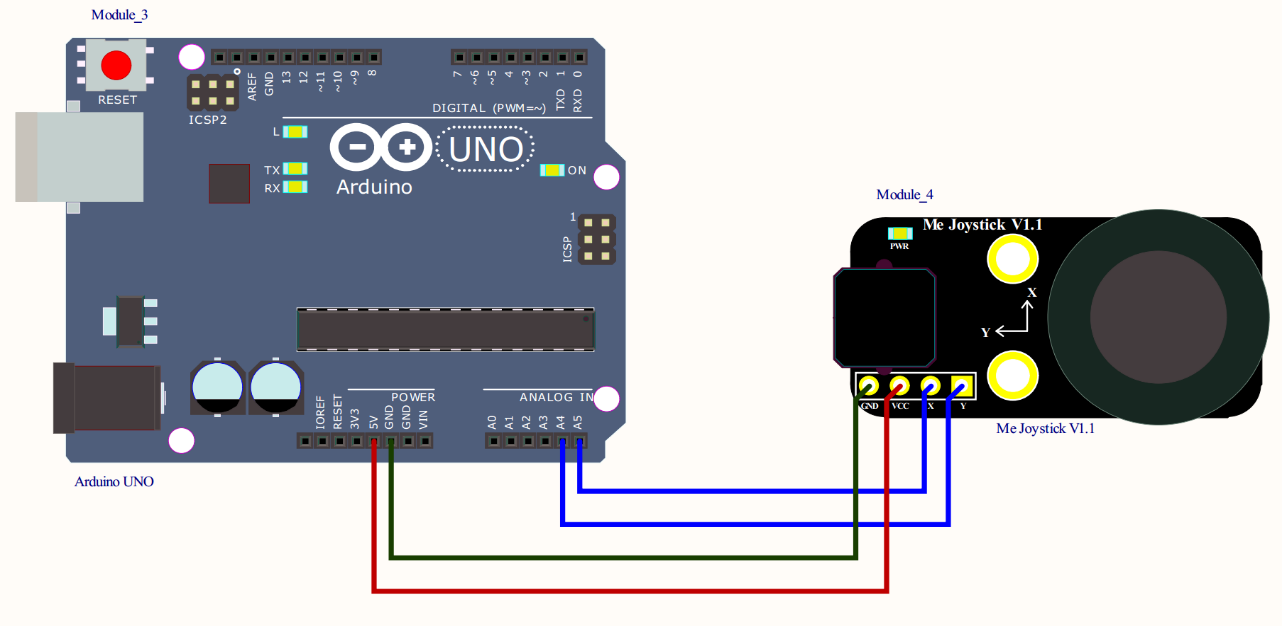 Module_3
RESET
ICSP2
AREF
GND
13
12
~11
~10
~9
8
7
~6
~5
4
~3
2
1
0
TXD
RXD
DIGITAL (PWM=~)
L
TX
RX
UNO
Arduino
ON
1
ICSP
POWER
ANALOG IN
IOREF
RESET
3V3
5V
GND
GND
VIN
A0
A1
A2
A3
A4
A5
Arduino UNO
Module_4
Me Joystick V1.1
PWR
X
Y
GND
VCC
X
Y
Me Joystick V1.1